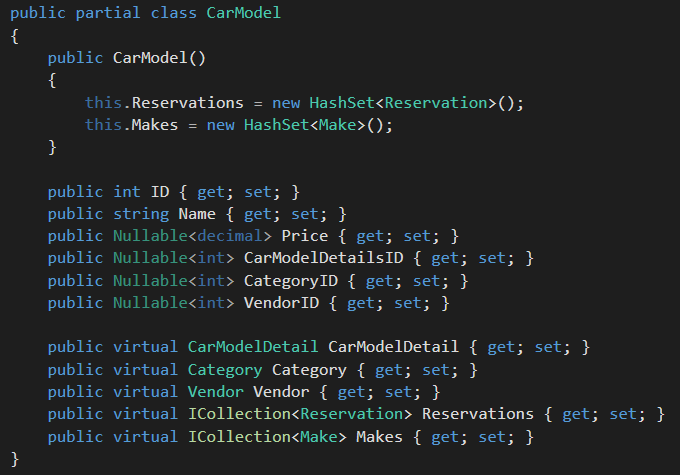 public partial class CarModel
{
    public CarModel()
    {
        this.Reservations = new HashSet<Reservation>();
        this.Makes = new HashSet<Make>();
    }

    public int ID { get; set; }
    public string Name { get; set; }
    public Nullable<decimal> Price { get; set; }
    public Nullable<int> CarModelDetailsID { get; set; }
    public Nullable<int> CategoryID { get; set; }
    public Nullable<int> VendorID { get; set; }

    public virtual CarModelDetail CarModelDetail { get; set; }
    public virtual Category Category { get; set; }
    public virtual Vendor Vendor { get; set; }
    public virtual ICollection<Reservation> Reservations { get; set; }
    public virtual ICollection<Make> Makes { get; set; }
}